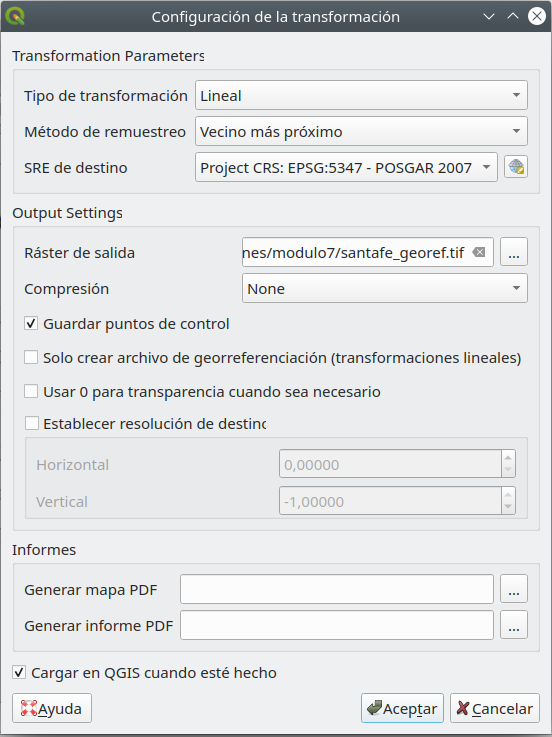 Configuración de la transformación
Transformation Parameters
Tipo de transformación Lineal
Método de remuestreo Vecino más próximo
SRE de destino Project CRS: EPSG:5347 - POSGAR 2007
Output Settings
Ráster de salida nes/modulo7/santafe_georef.tif ...
Compresión None
Guardar puntos de control
Solo crear archivo de georreferenciación (transformaciones lineales)
Usar 0 para transparencia cuando sea necesario
Establecer resolución de destino
Horizontal 0,00000
Vertical -1,00000
Informes
Generar mapa PDF ...
Generar informe PDF ...
Cargar en QGIS cuando esté hecho
Ayuda Aceptar Cancelar